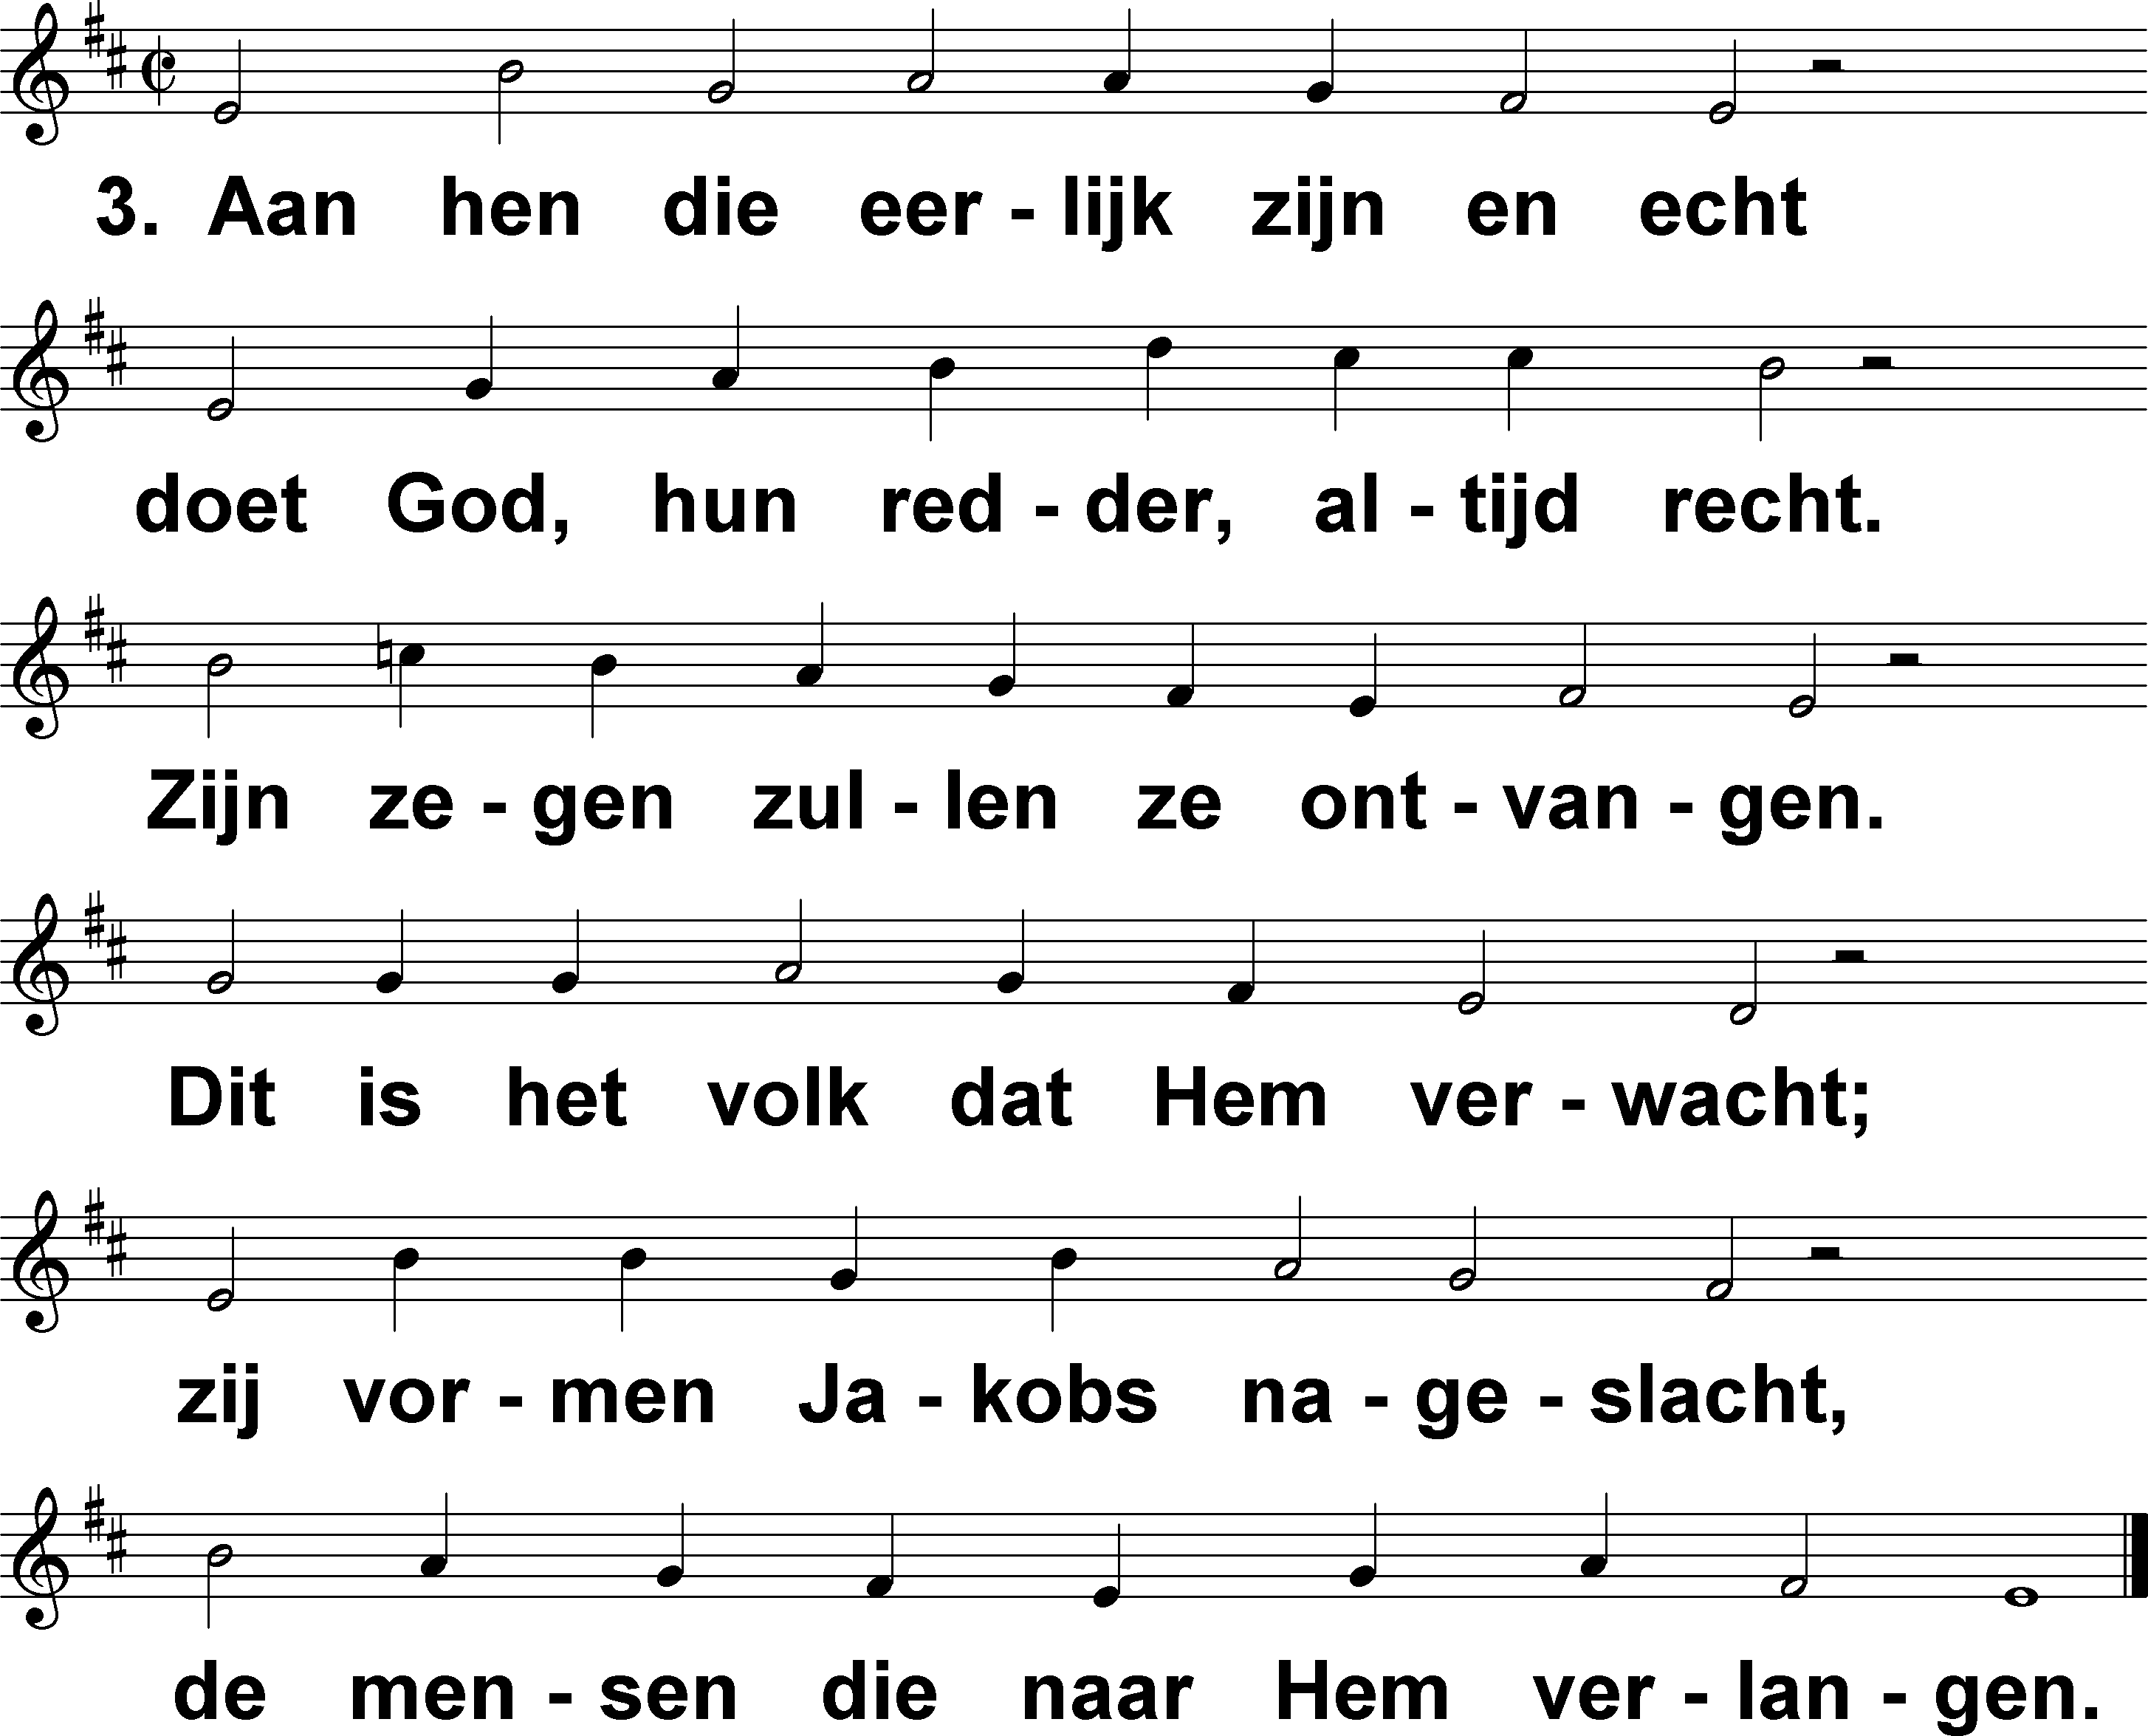 3. Aan hen die eer - lijk zijn en echt
doet God, hun red - der, al - tijd recht.
Zijn ze - gen zul - len ze ont - van - gen.
Dit is het volk dat Hem ver - wacht;
zij vor - men Ja - kobs na - ge - slacht,
de men - sen die naar Hem ver - lan - gen.